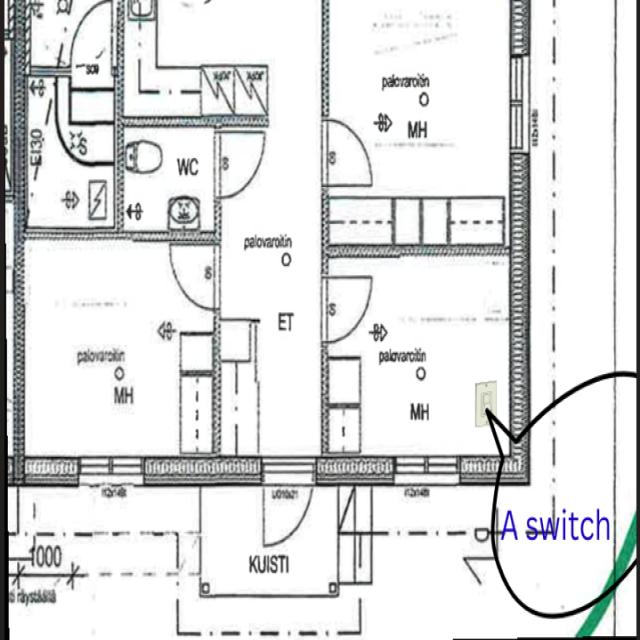 palovaroitin
MH
EI30
S
WC
S
S
palovaroitin
S
ET
S
palovaroitin
MH
palovaroitin
MH
A switch
1000
KUISTI